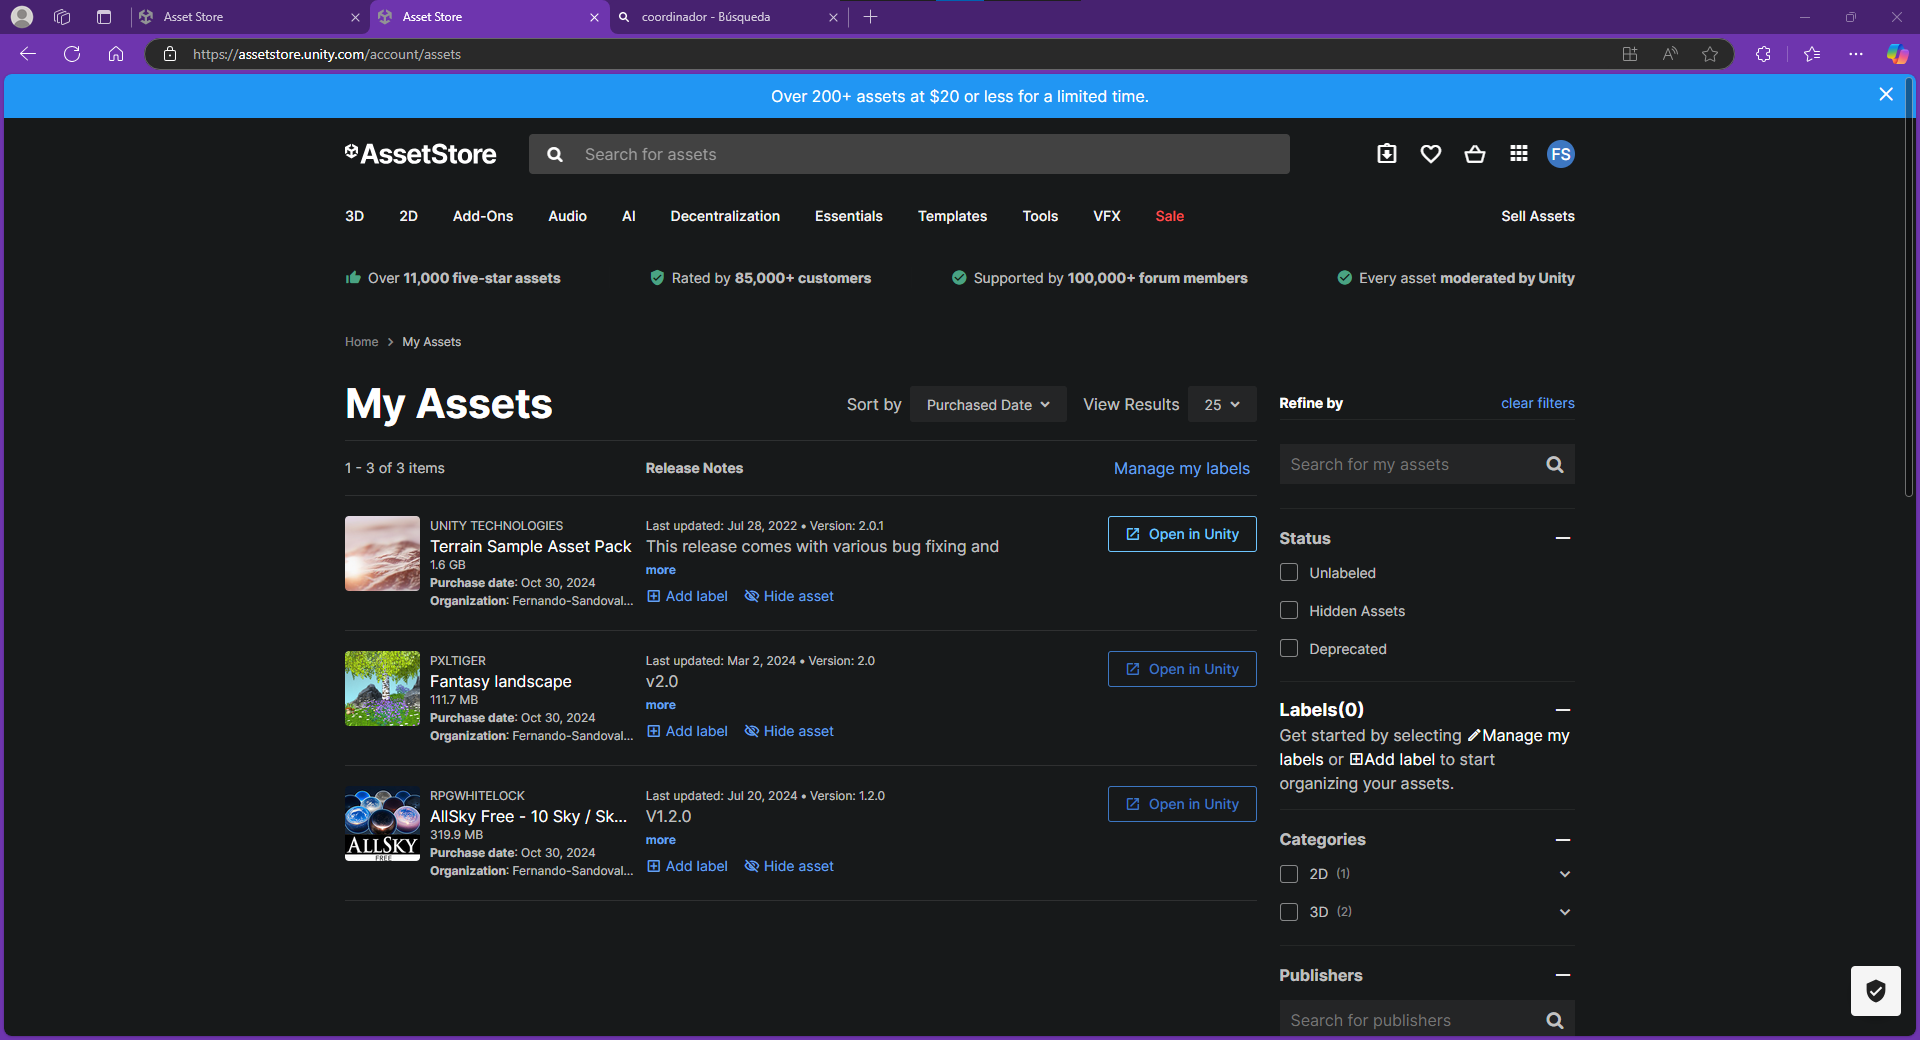 Asset Store
Asset Store
coordinador - Búsqueda
https://assetstore.unity.com/account/assets
Over 200+ assets at $20 or less for a limited time.
AssetStore
Search for assets
FS
3D 2D Add-Ons Audio AI Decentralization Essentials Templates Tools VFX Sale Sell Assets
Over 11,000 five-star assets
Rated by 85,000+ customers
Supported by 100,000+ forum members
Every asset moderated by Unity
Home > My Assets
My Assets
Sort by Purchased Date View Results 25
1 - 3 of 3 items Release Notes Manage my labels
UNITY TECHNOLOGIES
Terrain Sample Asset Pack
1.6 GB
Purchase date: Oct 30, 2024
Organization: Fernando-Sandoval...
Last updated: Jul 28, 2022 • Version: 2.0.1
This release comes with various bug fixing and
more
Add label Hide asset
Open in Unity
PXLTIGER
Fantasy landscape
111.7 MB
Purchase date: Oct 30, 2024
Organization: Fernando-Sandoval...
Last updated: Mar 2, 2024 • Version: 2.0
v2.0
more
Add label Hide asset
Open in Unity
ALLSKY
FREE
RPGWHITELOCK
AllSky Free - 10 Sky / Sk...
319.9 MB
Purchase date: Oct 30, 2024
Organization: Fernando-Sandoval...
Last updated: Jul 20, 2024 • Version: 1.2.0
V1.2.0
more
Add label Hide asset
Open in Unity
Refine by clear filters
Search for my assets
Status
Unlabeled
Hidden Assets
Deprecated
Labels(0)
Get started by selecting Manage my
labels or Add label to start
organizing your assets.
Categories
2D (1)
3D (2)
Publishers
Search for publishers